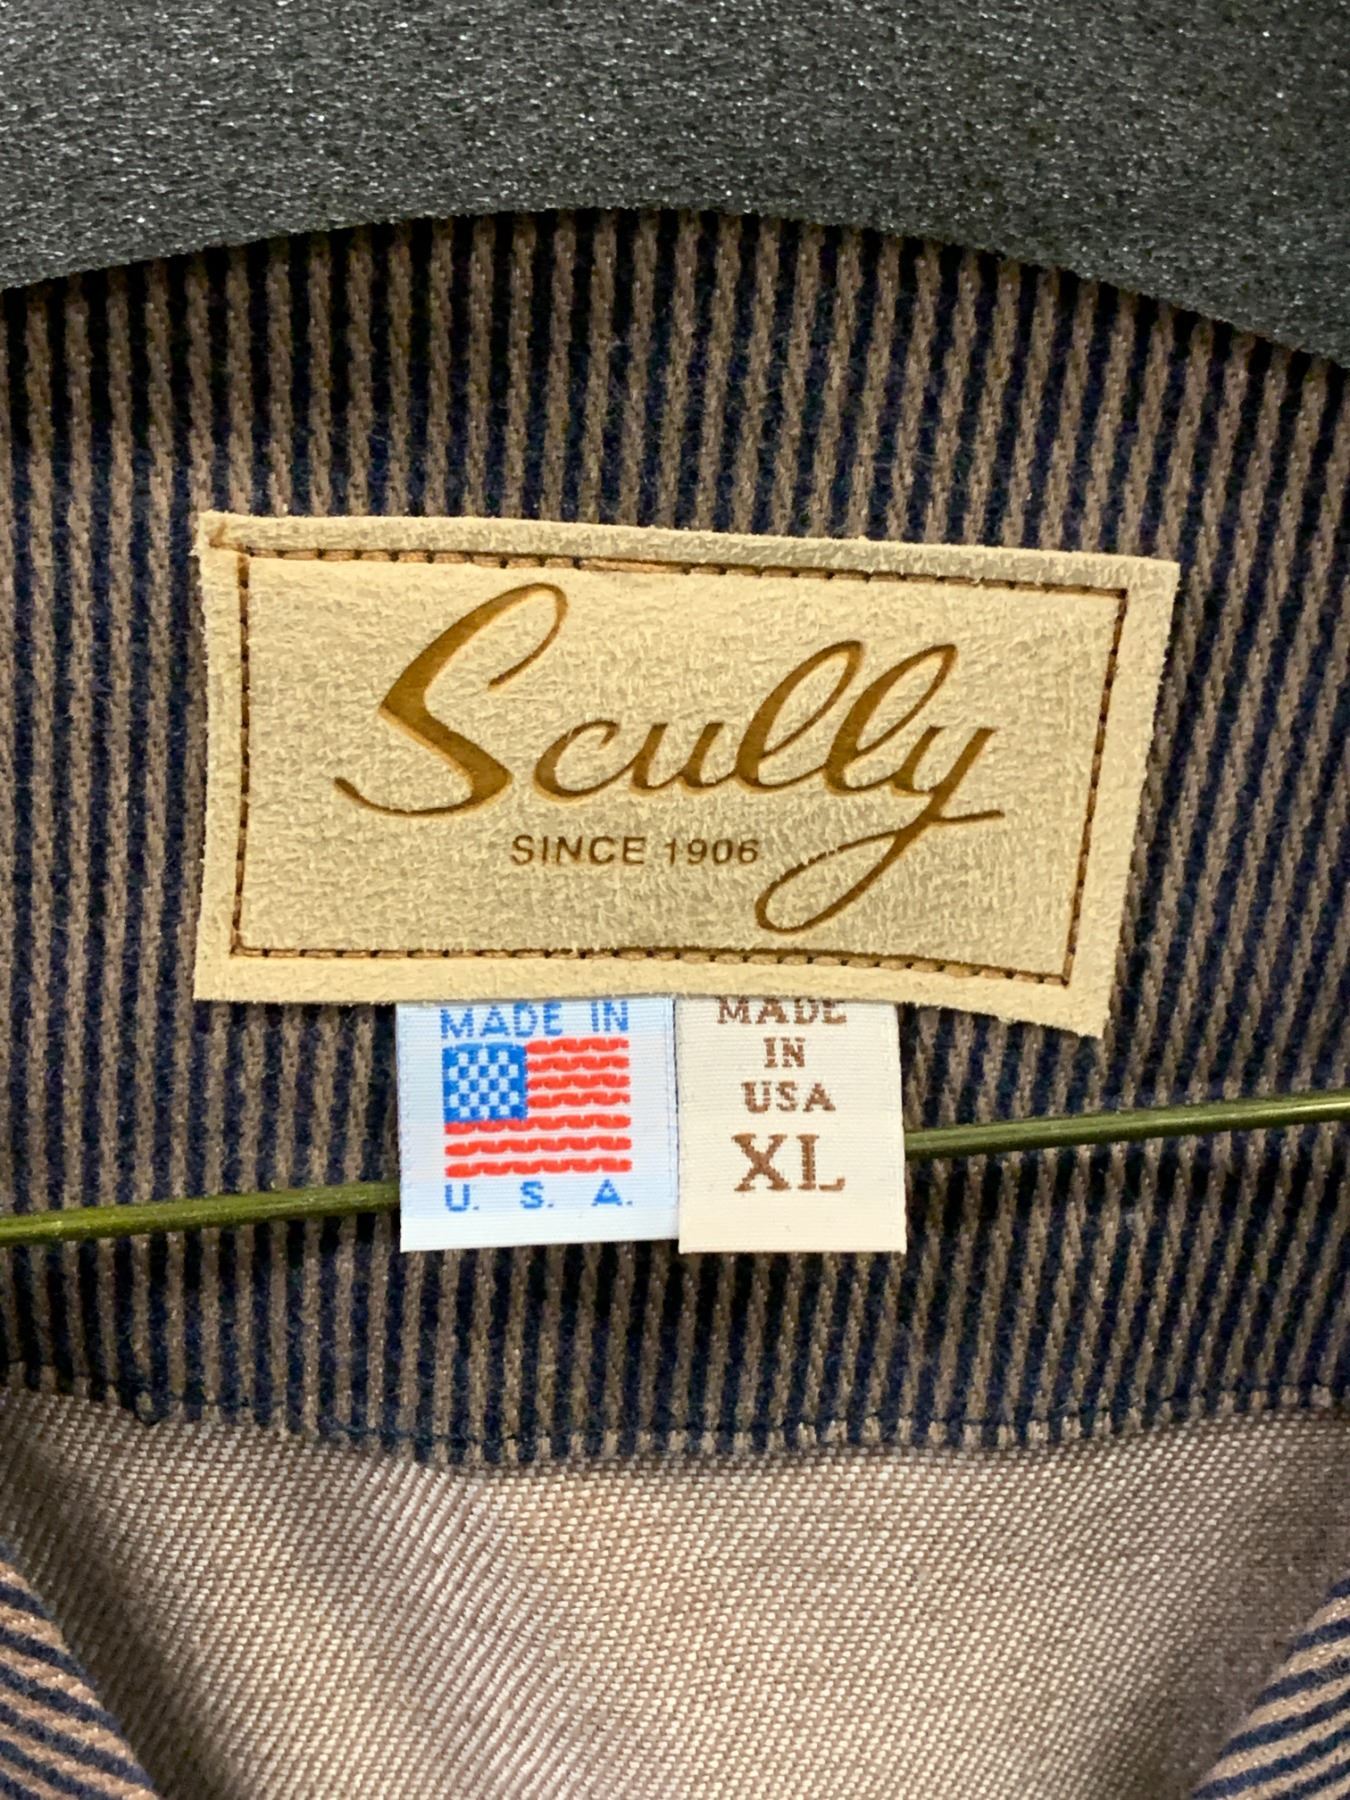 Scully
SINCE 1906
MADE IN
U. S. A.
MADE
IN
USA
XL